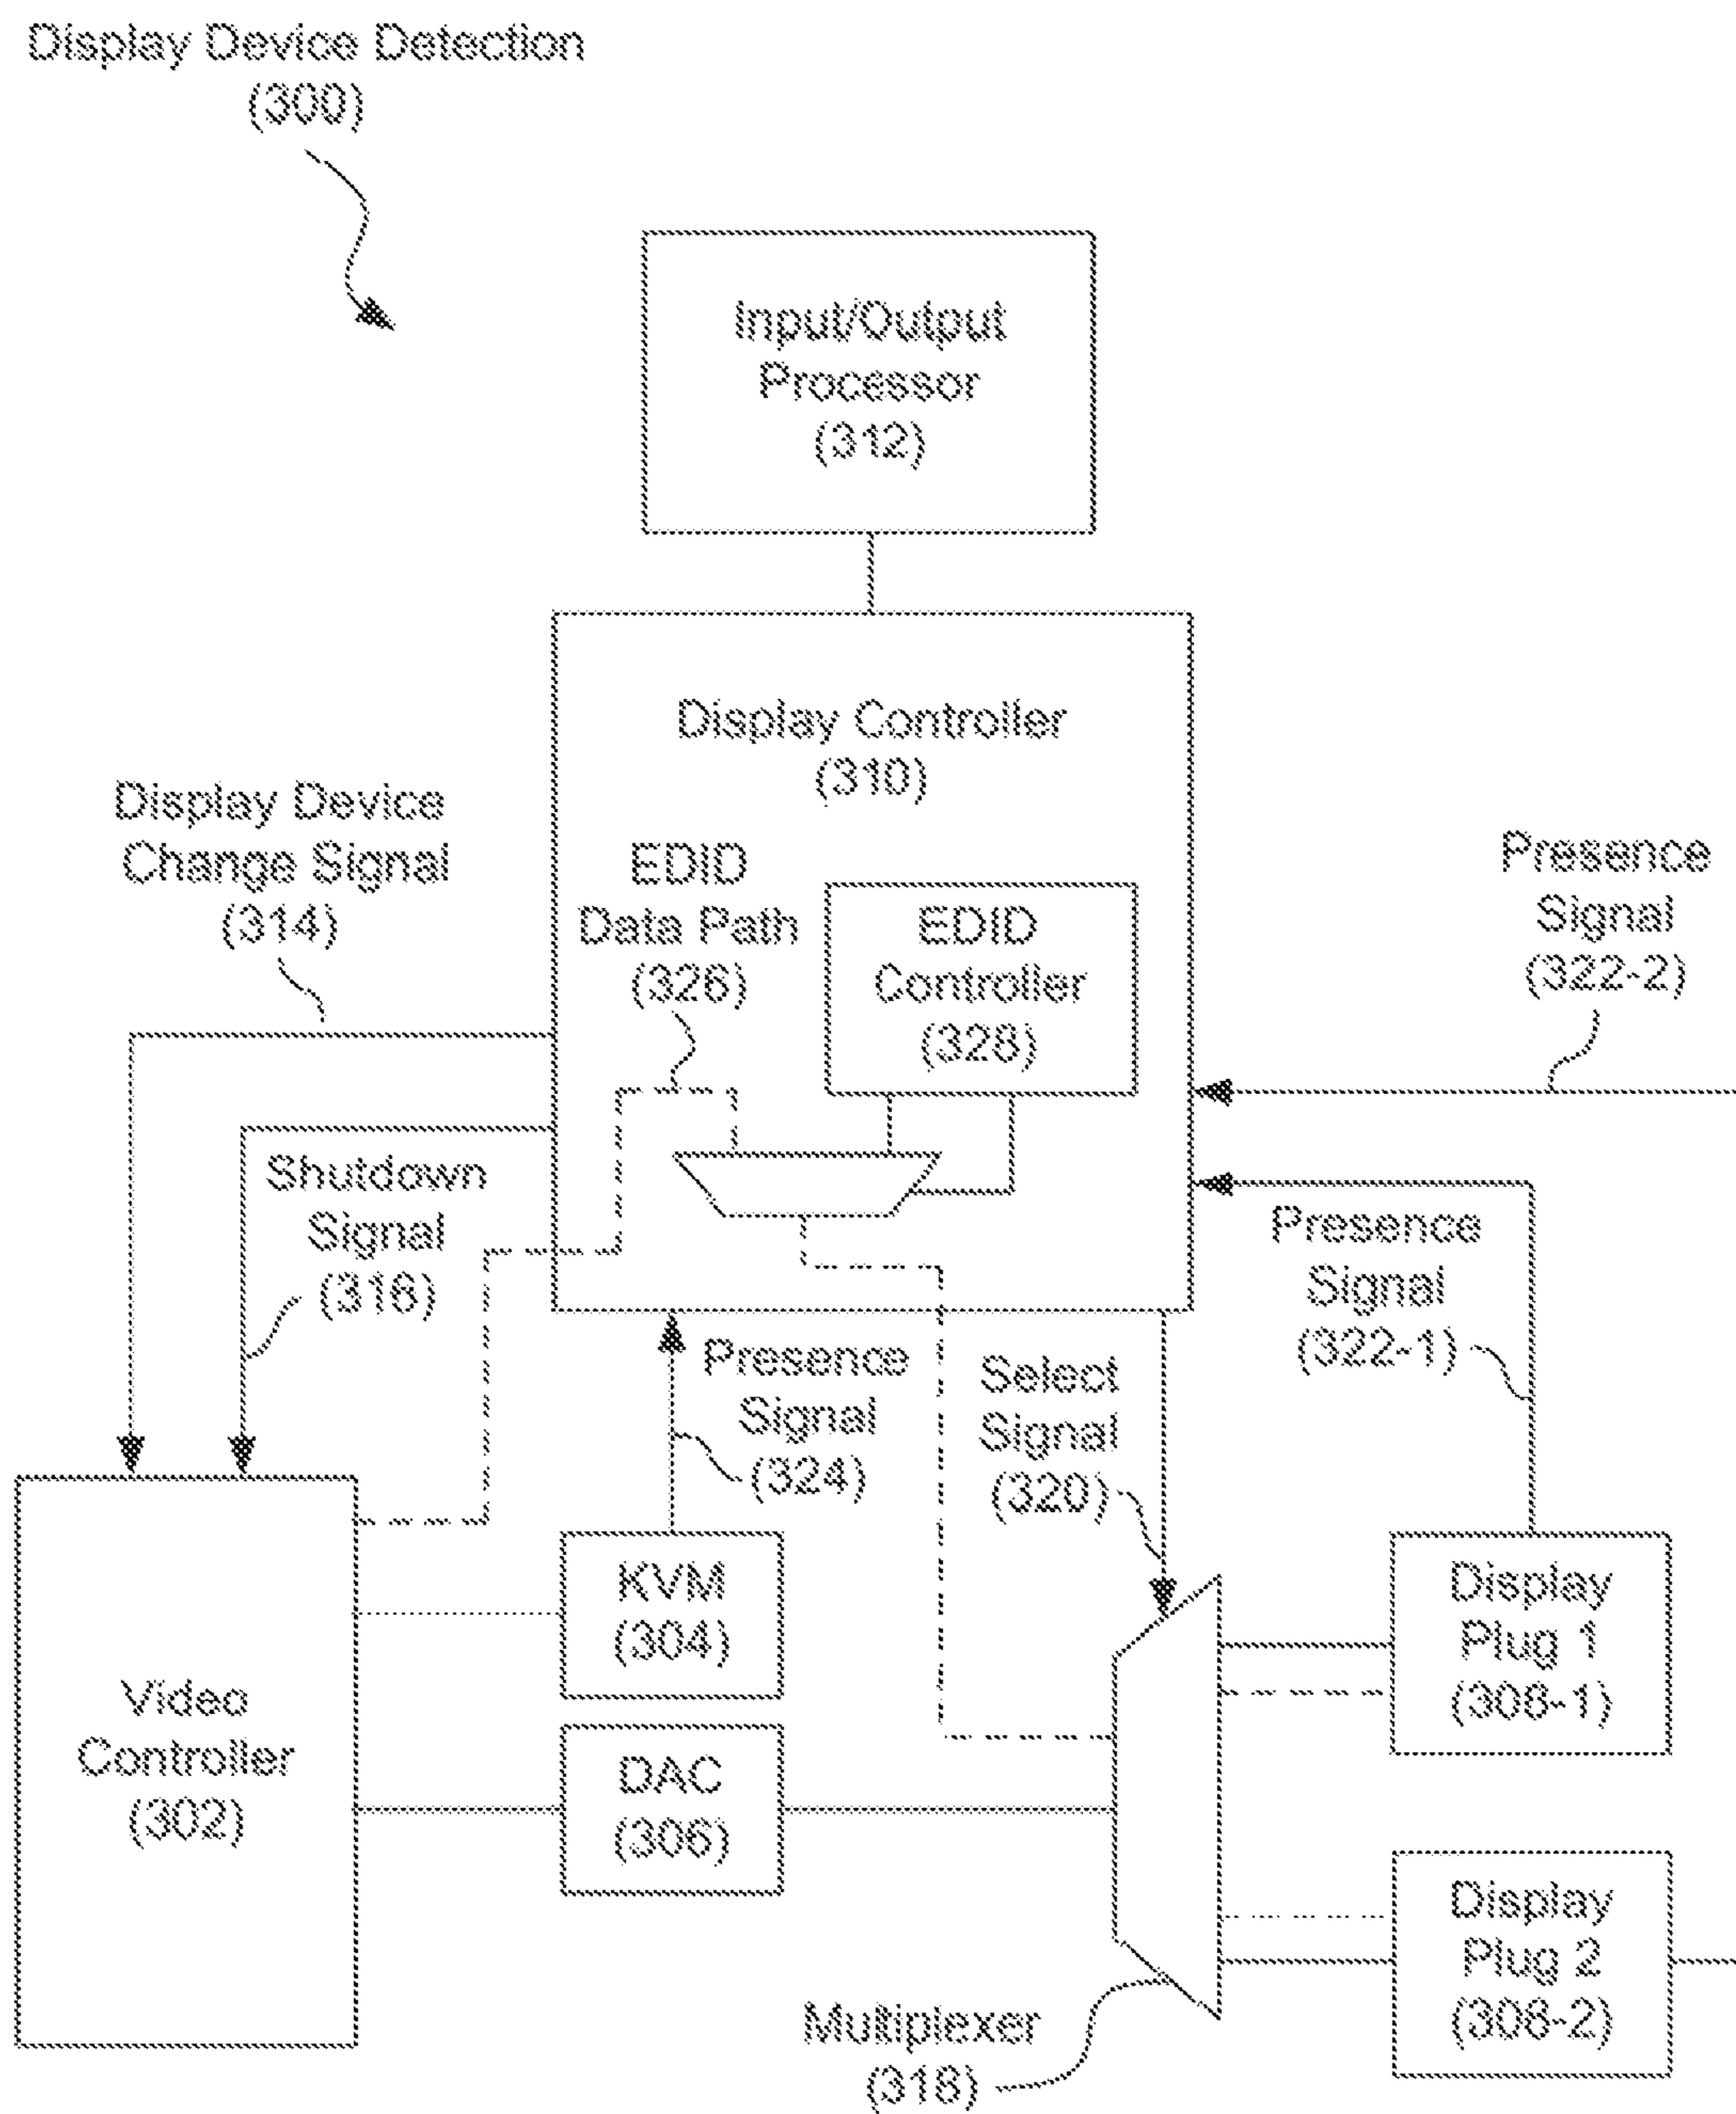 Display Device Detection
(300)
Input/Output
Processor
(312)
Display Controller
(310)
Display Device
Change Signal
(314)
EDID
Data Path
(326)
EDID
Controller
(328)
Presence
Signal
(322-2)
Shutdown
Signal
(316)
Presence
Signal
(322-1)
Presence
Signal
(324)
Select
Signal
(320)
KVM
(304)
Display
Plug 1
(308-1)
Video
Controller
(302)
DAC
(306)
Display
Plug 2
(308-2)
Multiplexer
(318)